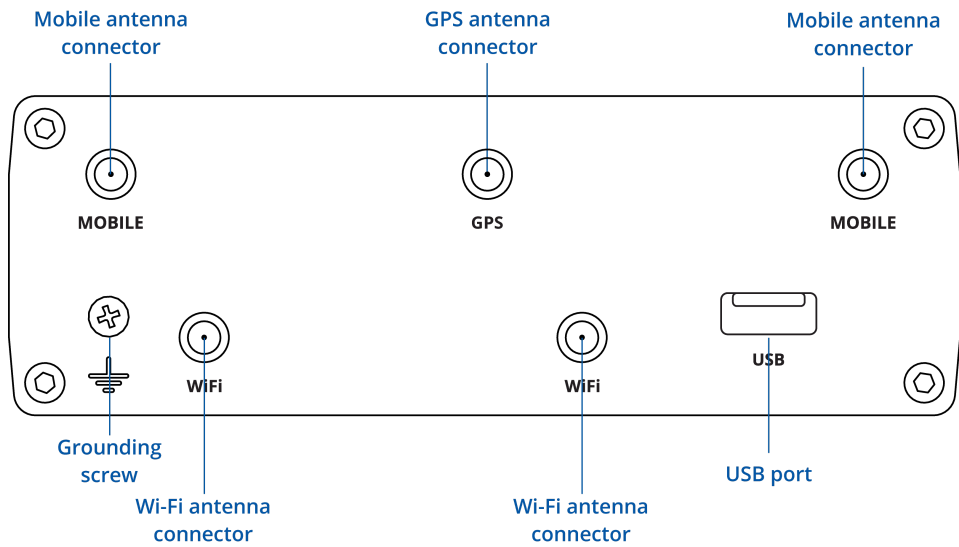 Mobile antenna
connector
GPS antenna
connector
Mobile antenna
connector
MOBILE
GPS
MOBILE
USB
WiFi
WiFi
Grounding
screw
USB port
Wi-Fi antenna
connector
Wi-Fi antenna
connector